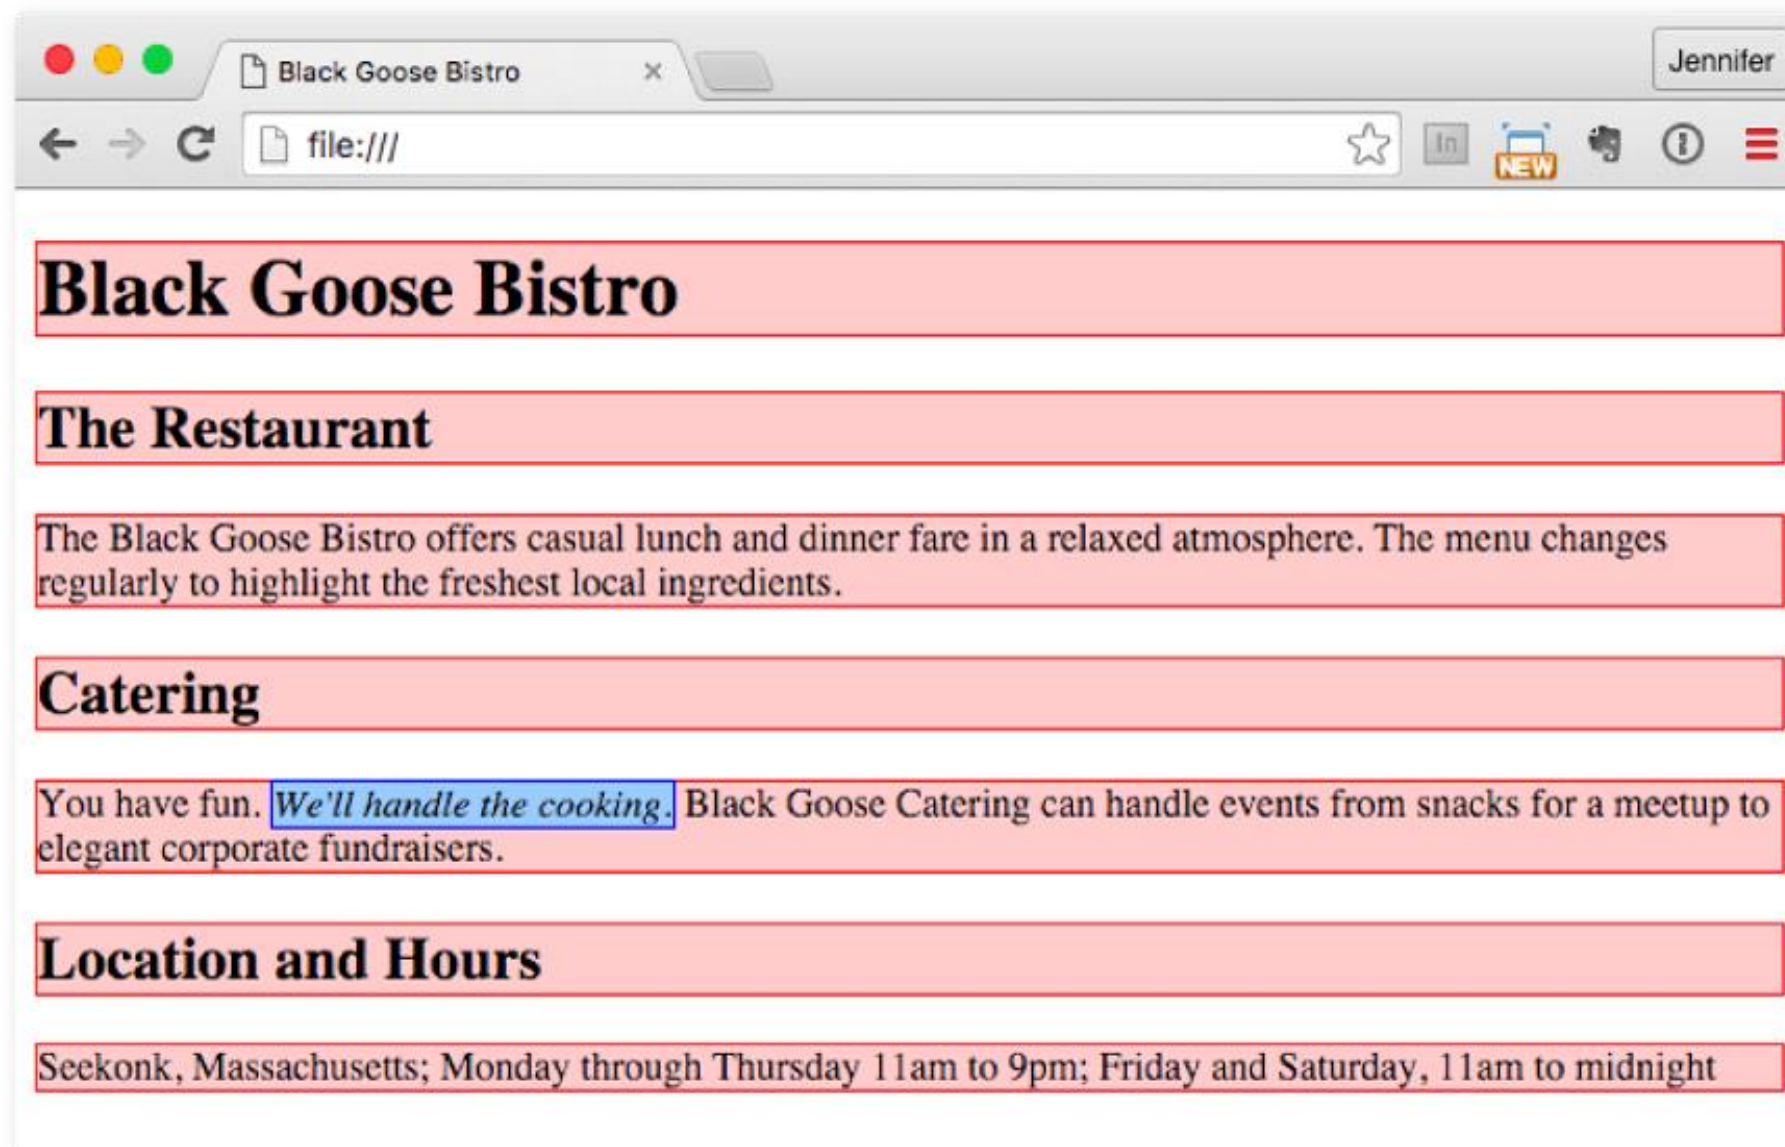 Black Goose Bistro
Jennifer
file:///
In
NEW
Black Goose Bistro
The Restaurant
The Black Goose Bistro offers casual lunch and dinner fare in a relaxed atmosphere. The menu changes
regularly to highlight the freshest local ingredients.
Catering
You have fun. We'll handle the cooking. Black Goose Catering can handle events from snacks for a meetup to
elegant corporate fundraisers.
Location and Hours
Seekonk, Massachusetts; Monday through Thursday 11am to 9pm; Friday and Saturday, 11am to midnight